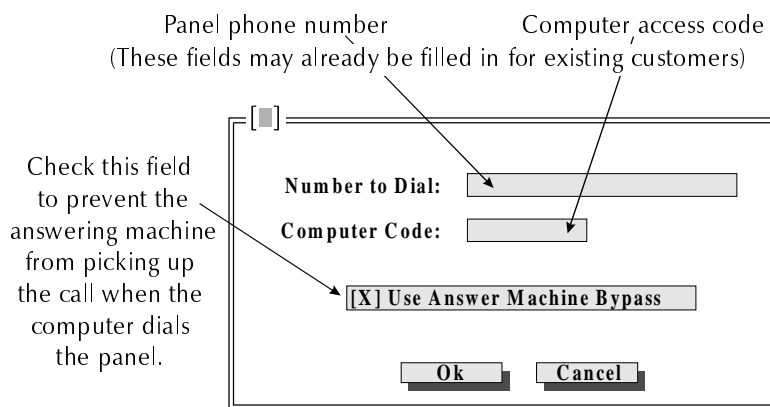 Panel phone number
Computer access code
(These fields may already be filled in for existing customers)
Check this field
to prevent the
answering machine
from picking up
the call when the
computer dials
the panel.
Number to Dial:
Computer Code:
[X] Use Answer Machine Bypass
Ok
Cancel